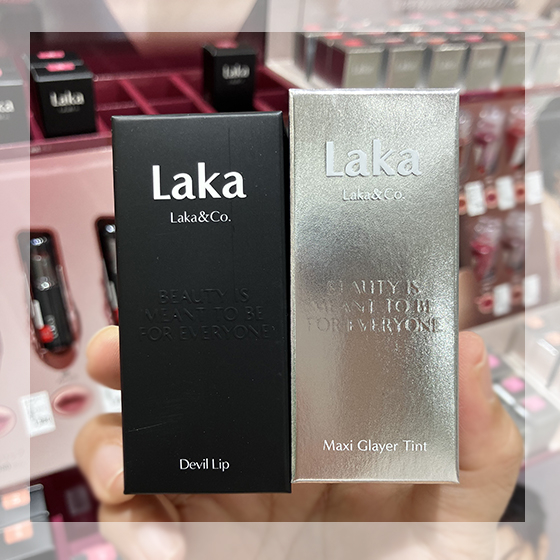 Laka
Laka
Laka
Laka&Co.
BEAUTY IS
MEANT TO BE
FOR EVERYONE!
Devil Lip
Laka
Laka&Co.
BEAUTY IS
MEANT TO BE
FOR EVERYONE
Maxi Glayer Tint